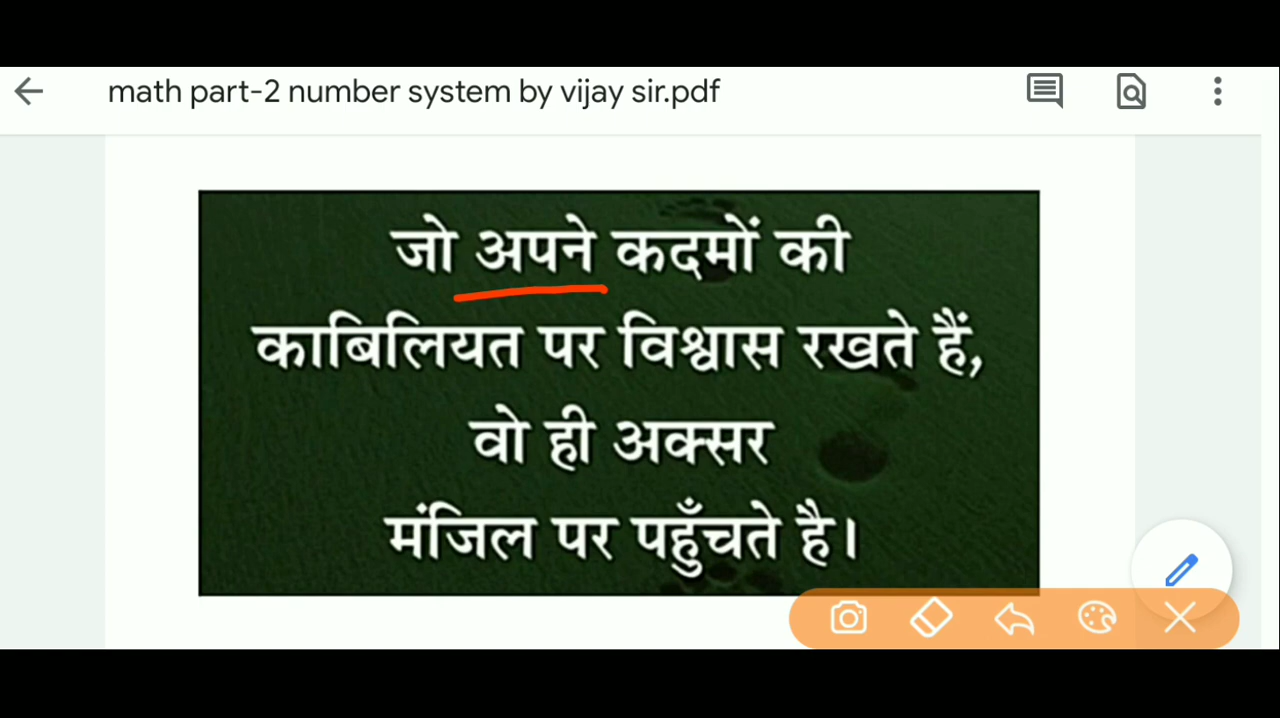 math part-2 number system by vijay sir.pdf
जो अपने कदमों की
काबिलियत पर विश्वास रखते हैं,
वो ही अक्सर
मंजिल पर पहुँचते है।